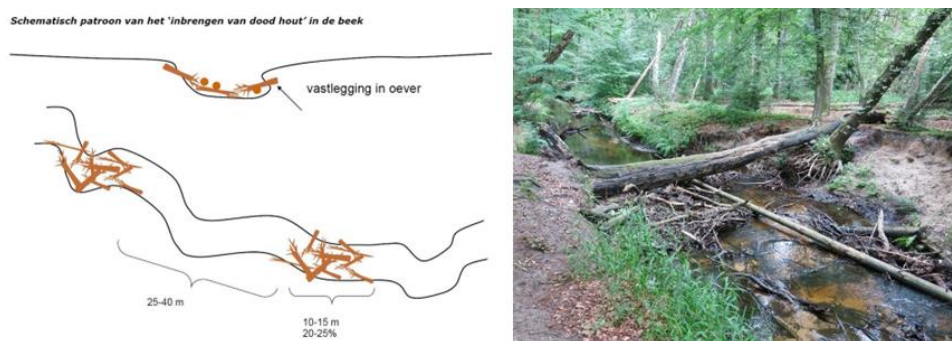 Schematisch patroon van het ‘inbrengen van dood hout’ in de beek
vastlegging in oever
25-40 m
10-15 m
20-25%